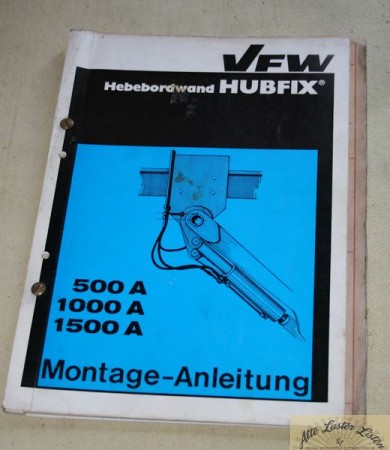 VFW
Hebebordwand HUBFIX®
500 A
1000 A
1500 A
Montage-Anleitung
Alte Laster Listen